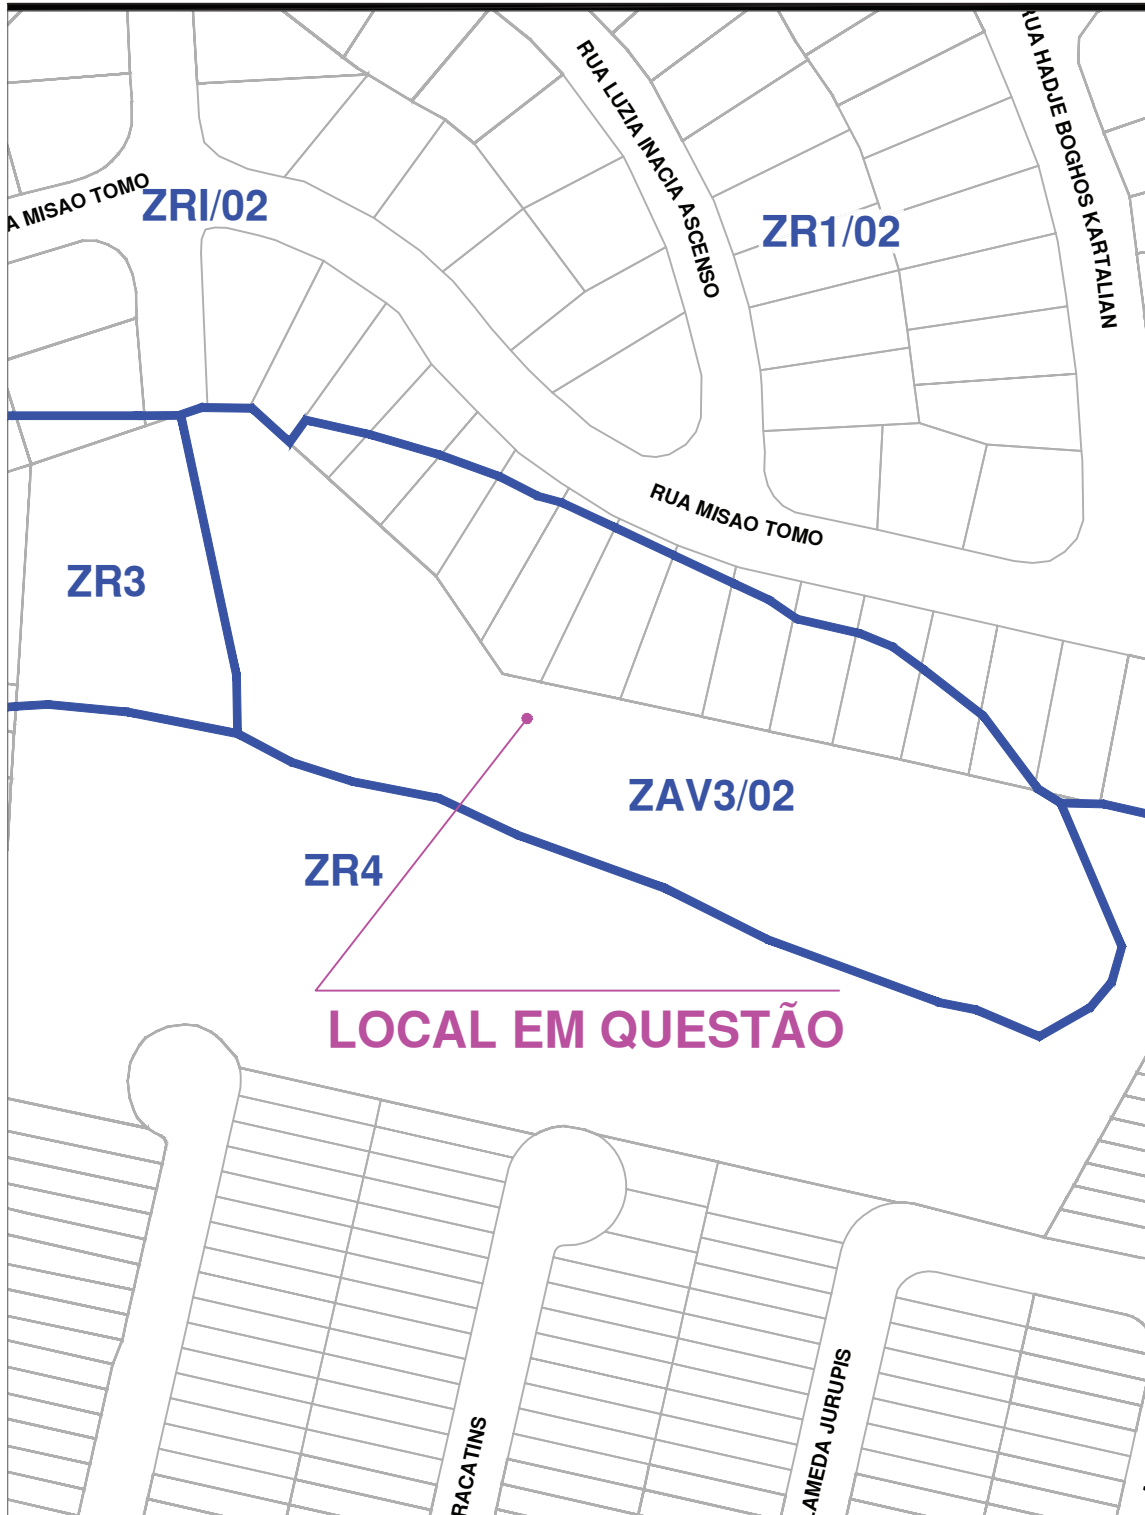 RUA LUZIA INACIA ASCENSO
RUA HADJE BOGHOS KARTALIAN
A MISAO TOMO
ZRI/02
ZR1/02
RUA MISAO TOMO
ZR3
ZAV3/02
ZR4
LOCAL EM QUESTÃO
RACATINS
LAMEDA JURUPIS